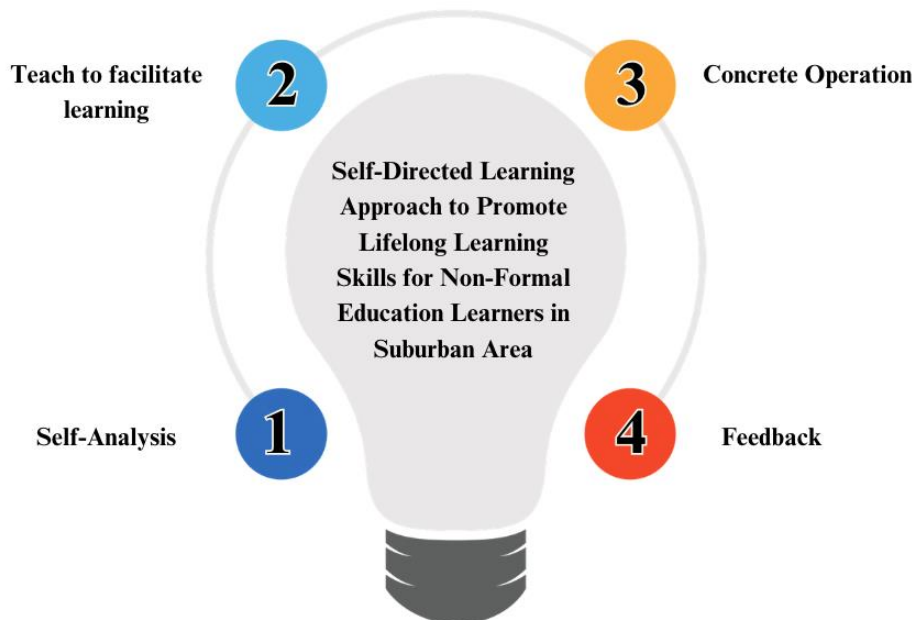 Teach to facilitate
learning
2
3
Concrete Operation
Self-Directed Learning
Approach to Promote
Lifelong Learning
Skills for Non-Formal
Education Learners in
Suburban Area
Self-Analysis
1
4
Feedback